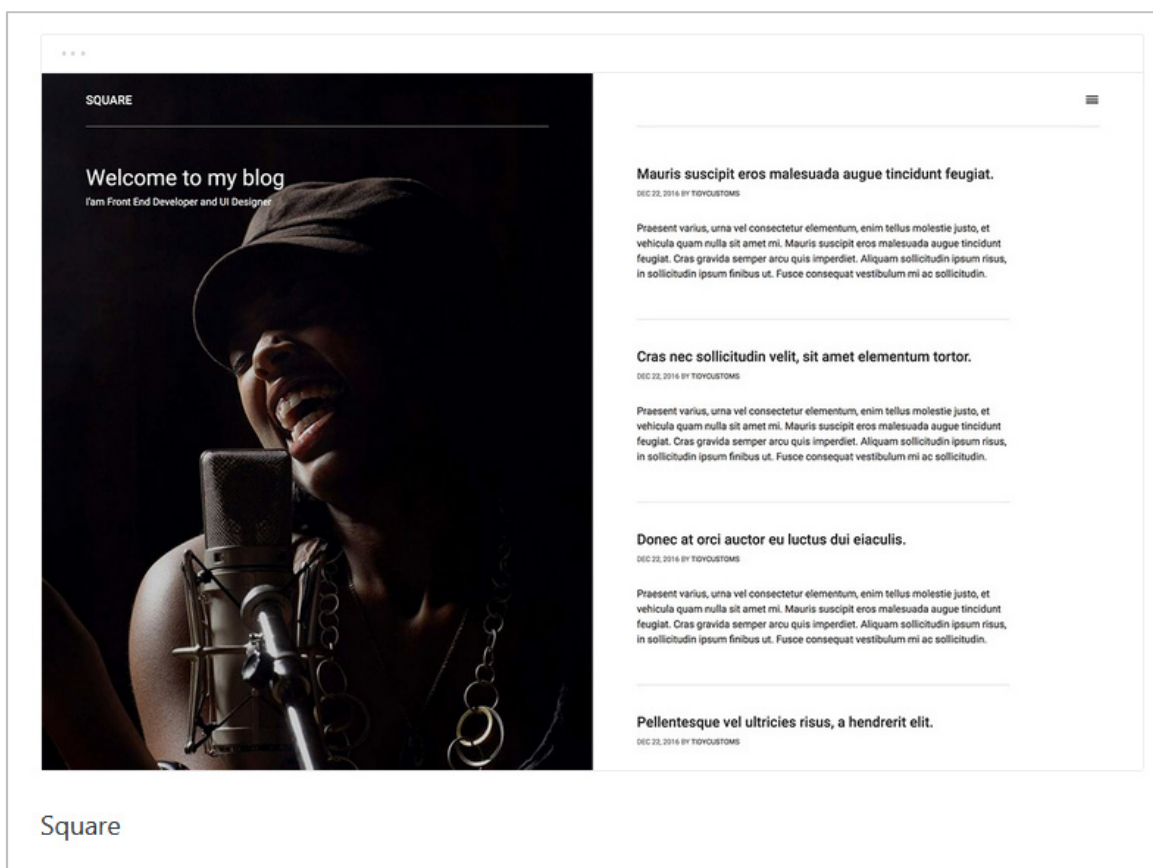 SQUARE
Welcome to my blog
I'am Front End Developer and UI Designer
Mauris suscipit eros malesuada augue tincidunt feugiat.
DEC 22, 2016 BY TIDYCUSTOMS
Praesent varius, urna vel consectetur elementum, enim tellus molestie justo, et
vehicula quam nulla sit amet mi. Mauris suscipit eros malesuada augue tincidunt
feugiat. Cras gravida semper arcu quis imperdiet. Aliquam sollicitudin ipsum risus,
in sollicitudin ipsum finibus ut. Fusce consequat vestibulum mi ac sollicitudin.
Cras nec sollicitudin velit, sit amet elementum tortor.
DEC 22, 2016 BY TIDYCUSTOMS
Praesent varius, urna vel consectetur elementum, enim tellus molestie justo, et
vehicula quam nulla sit amet mi. Mauris suscipit eros malesuada augue tincidunt
feugiat. Cras gravida semper arcu quis imperdiet. Aliquam sollicitudin ipsum risus,
in sollicitudin ipsum finibus ut. Fusce consequat vestibulum mi ac sollicitudin.
Donec at orci auctor eu luctus dui eiaculis.
DEC 22, 2016 BY TIDYCUSTOMS
Praesent varius, urna vel consectetur elementum, enim tellus molestie justo, et
vehicula quam nulla sit amet mi. Mauris suscipit eros malesuada augue tincidunt
feugiat. Cras gravida semper arcu quis imperdiet. Aliquam sollicitudin ipsum risus,
in sollicitudin ipsum finibus ut. Fusce consequat vestibulum mi ac sollicitudin.
Pellentesque vel ultricies risus, a hendrerit elit.
DEC 22, 2016 BY TIDYCUSTOMS
Square